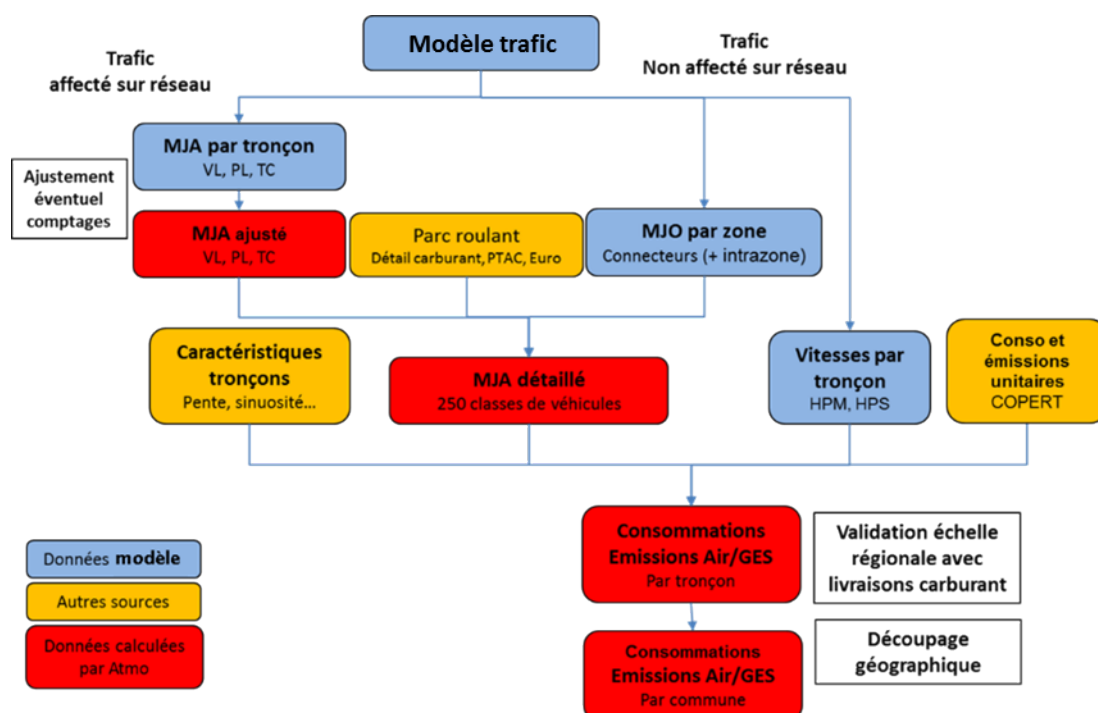 Modèle trafic
Trafic
affecté sur réseau
Trafic
Non affecté sur réseau
MJA par tronçon
VL, PL, TC
Ajustement
éventuel
comptages
MJA ajusté
VL, PL, TC
Parc roulant
Détail carburant, PTAC, Euro
MJO par zone
Connecteurs (+ intrazone)
Caractéristiques
tronçons
Pente, sinuosité...
MJA détaillé
250 classes de véhicules
Vitesses par
tronçon
HPM, HPS
Conso et
émissions
unitaires
COPERT
Consommations
Emissions Air/GES
Par tronçon
Validation échelle
régionale avec
livraisons carburant
Données modèle
Autres sources
Données calculées
par Atmo
Consommations
Emissions Air/GES
Par commune
Découpage
géographique